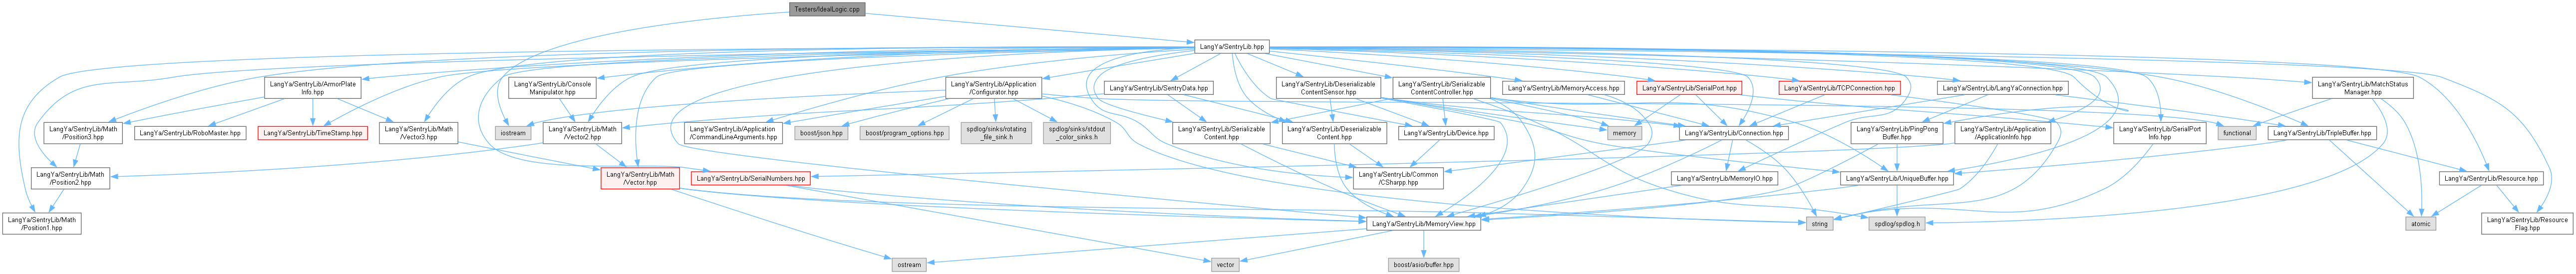 Testers/IdealLogic.cpp
LangYa/SentryLib.hpp
LangYa/SentryLib/ArmorPlate
Info.hpp
LangYa/SentryLib/Console
Manipulator.hpp
LangYa/SentryLib/Application
/Configurator.hpp
LangYa/SentryLib/SentryData.hpp
LangYa/SentryLib/Deserializable
ContentSensor.hpp
LangYa/SentryLib/Serializable
ContentController.hpp
LangYa/SentryLib/MemoryAccess.hpp
LangYa/SentryLib/SerialPort.hpp
LangYa/SentryLib/TCPConnection.hpp
LangYa/SentryLib/LangYaConnection.hpp
LangYa/SentryLib/MatchStatus
Manager.hpp
LangYa/SentryLib/Math
/Position3.hpp
LangYa/SentryLib/RoboMaster.hpp
LangYa/SentryLib/TimeStamp.hpp
LangYa/SentryLib/Math
/Vector3.hpp
iostream
LangYa/SentryLib/Math
/Vector2.hpp
LangYa/SentryLib/Application
/CommandLineArguments.hpp
boost/json.hpp
boost/program_options.hpp
spdlog/sinks/rotating
_file_sink.h
spdlog/sinks/stdout
_color_sinks.h
LangYa/SentryLib/Serializable
Content.hpp
LangYa/SentryLib/Deserializable
Content.hpp
LangYa/SentryLib/Device.hpp
memory
LangYa/SentryLib/Connection.hpp
LangYa/SentryLib/PingPong
Buffer.hpp
LangYa/SentryLib/Application
/ApplicationInfo.hpp
LangYa/SentryLib/SerialPort
Info.hpp
functional
LangYa/SentryLib/TripleBuffer.hpp
LangYa/SentryLib/Math
/Position2.hpp
LangYa/SentryLib/Math
/Vector.hpp
LangYa/SentryLib/SerialNumbers.hpp
LangYa/SentryLib/Common
/CSharpp.hpp
LangYa/SentryLib/MemoryIO.hpp
LangYa/SentryLib/UniqueBuffer.hpp
LangYa/SentryLib/Resource.hpp
LangYa/SentryLib/Math
/Position1.hpp
LangYa/SentryLib/MemoryView.hpp
string
spdlog/spdlog.h
atomic
LangYa/SentryLib/Resource
Flag.hpp
ostream
vector
boost/asio/buffer.hpp